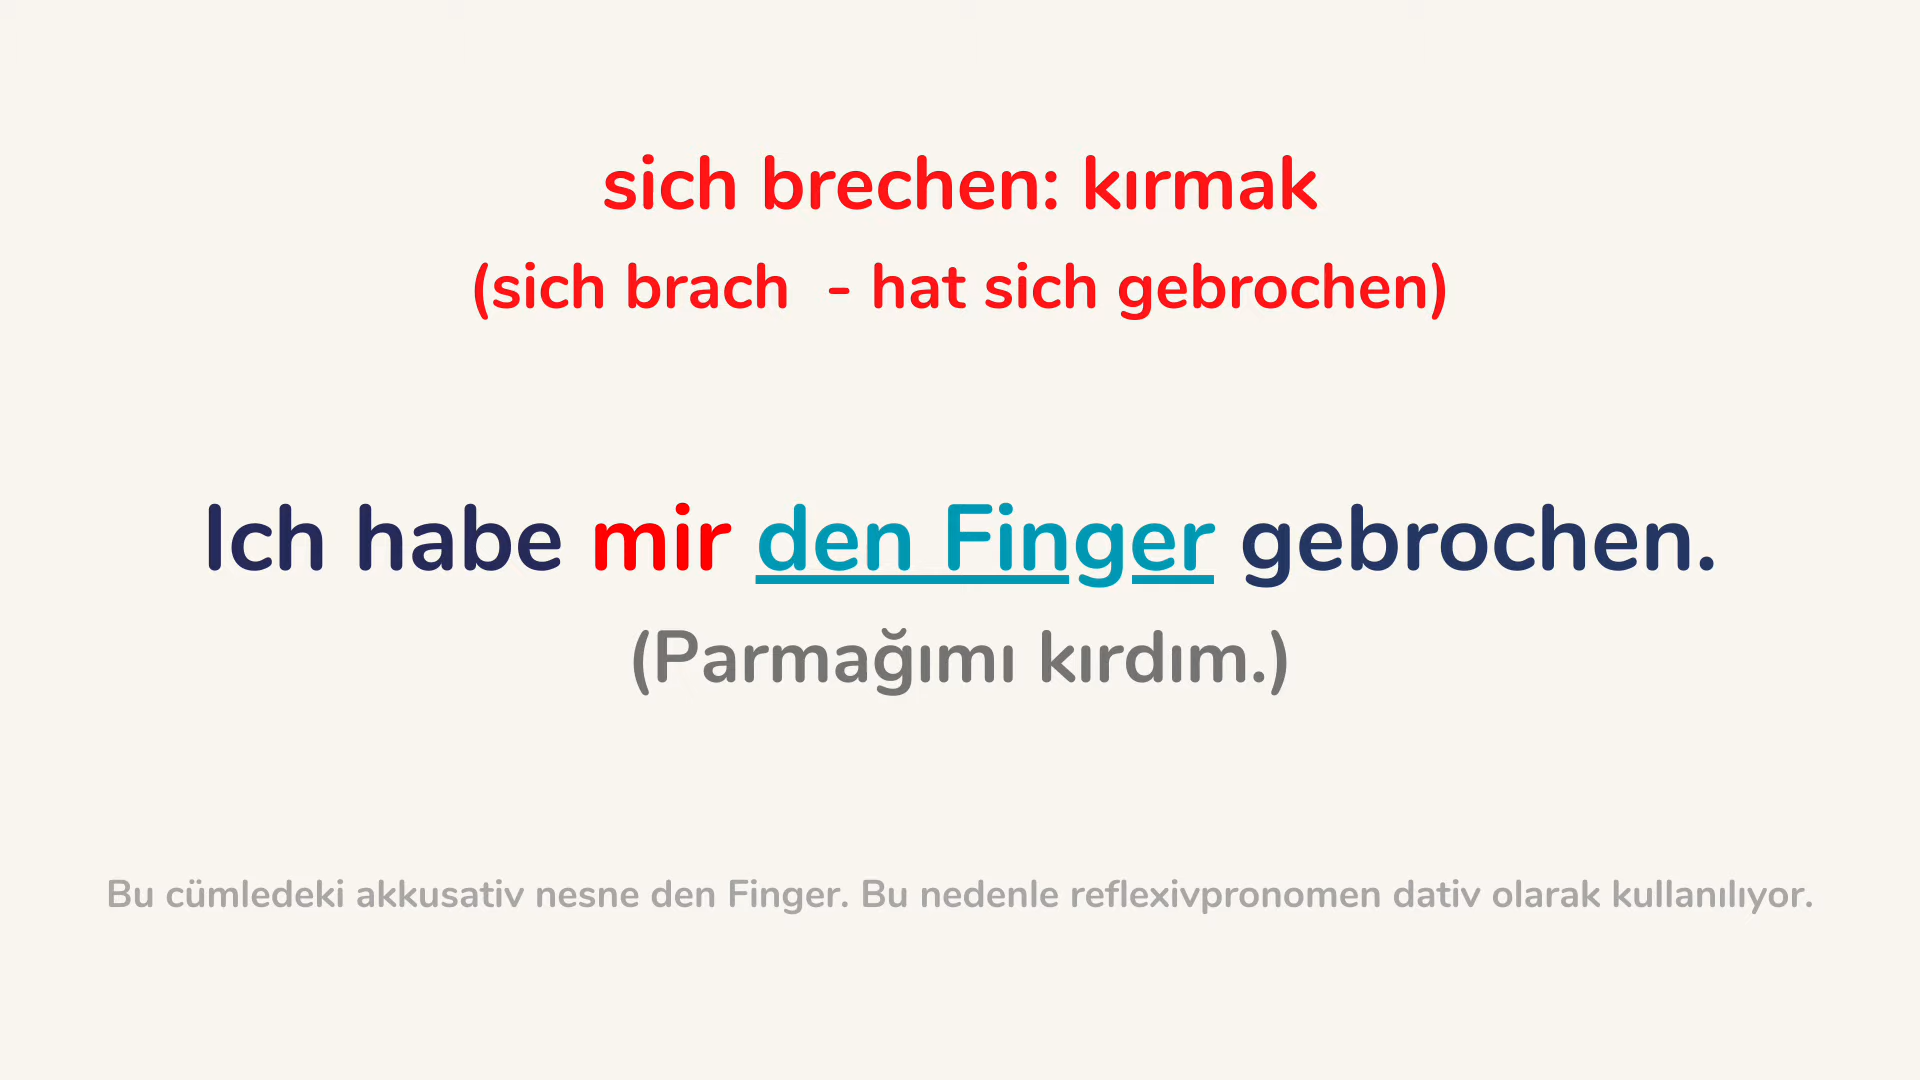 sich brechen: kırmak
(sich brach - hat sich gebrochen)
Ich habe mir den Finger gebrochen.
(Parmağımı kırdım.)
Bu cümledeki akkusativ nesne den Finger. Bu nedenle reflexivpronomen dativ olarak kullanılıyor.